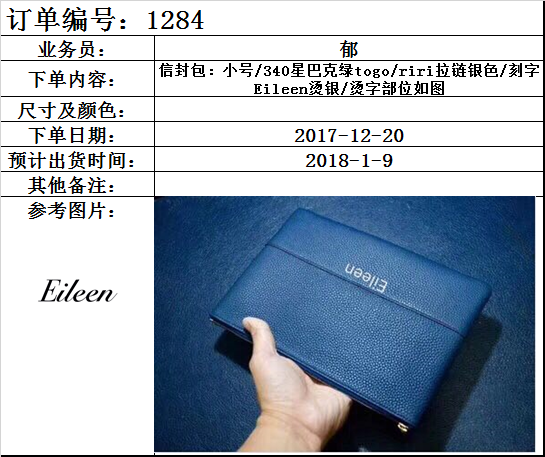 订单编号：1284
业务员： 郁
下单内容： 信封包：小号/340星巴克绿togo/riri拉链银色/刻字
Eileen烫银/烫字部位如图
尺寸及颜色：
下单日期： 2017-12-20
预计出货时间： 2018-1-9
其他备注：
参考图片：
Eileen
Eileen